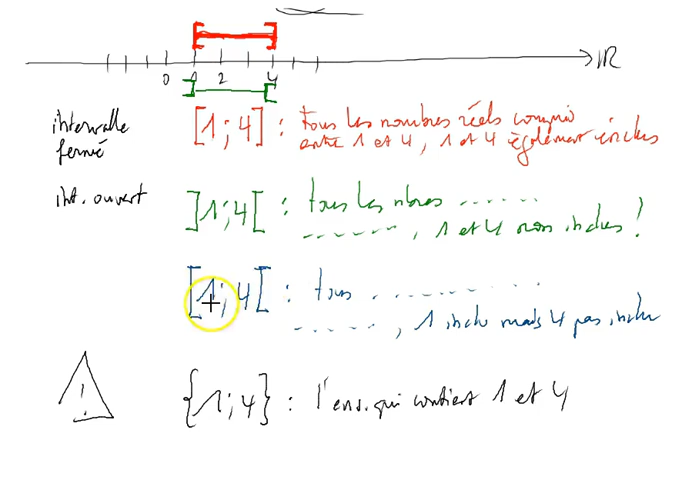 IR
0 1 2 4
intervalle fermé
[1;4] : tous les nombres réels compris
entre 1 et 4, 1 et 4 également inclus
int. ouvert
]1;4[ : tous les nbres ......
......, 1 et 4 non inclus !
[1;4[ : tous ......
......, 1 inclu mais 4 pas inclu
!
{1;4} : l'ens. qui contient 1 et 4